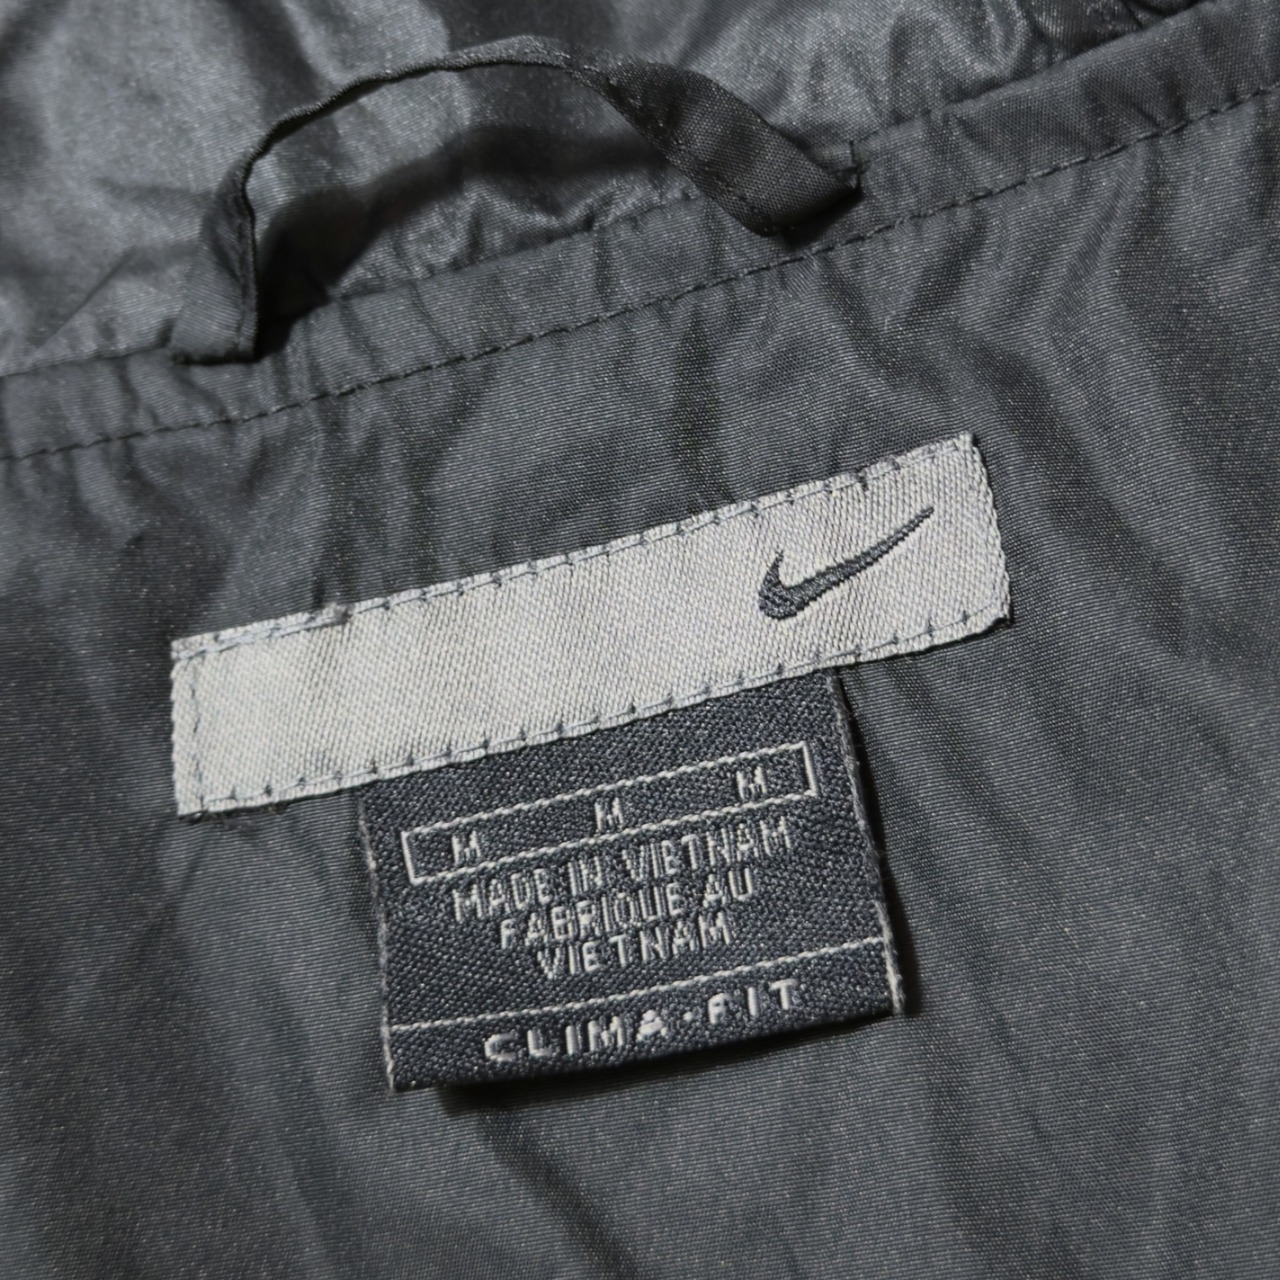 M M M
MADE IN VIETNAM
FABRIQUE AU
VIETNAM
CLIMA•FIT